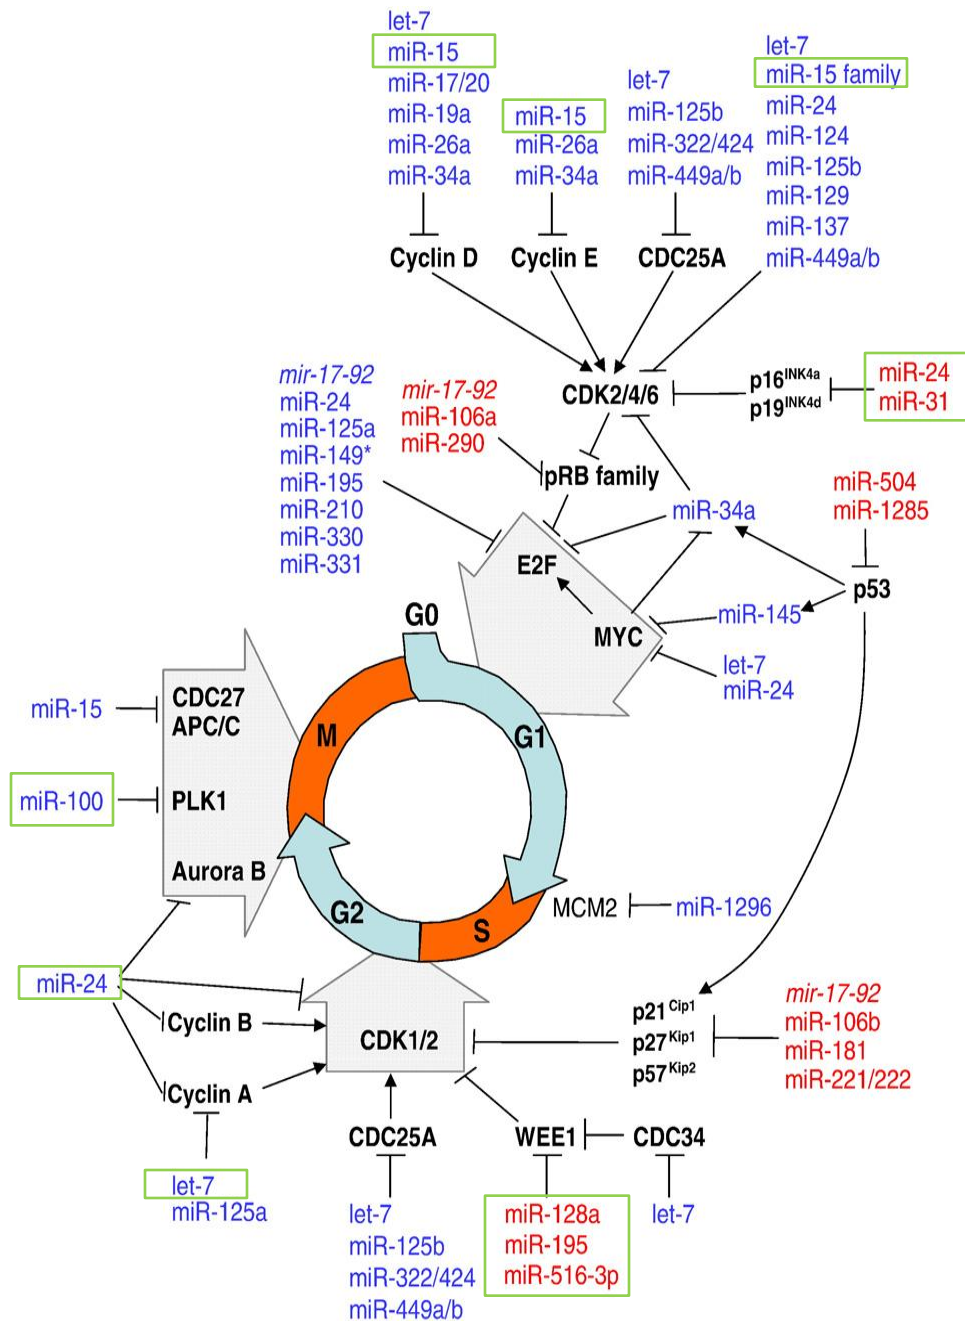 let-7
miR-15
miR-17/20
miR-19a
miR-26a
miR-34a
miR-15
miR-26a
miR-34a
let-7
miR-125b
miR-322/424
miR-449a/b
let-7
miR-15 family
miR-24
miR-124
miR-125b
miR-129
miR-137
miR-449a/b
Cyclin D
Cyclin E
CDC25A
mir-17-92
miR-24
miR-125a
miR-149*
miR-195
miR-210
miR-330
miR-331
mir-17-92
miR-106a
miR-290
CDK2/4/6
p16INK4a
p19INK4d
miR-24
miR-31
pRB family
miR-34a
miR-504
miR-1285
E2F
MYC
p53
miR-145
let-7
miR-24
G0
G1
S
G2
M
miR-15
CDC27
APC/C
miR-100
PLK1
Aurora B
MCM2
miR-1296
miR-24
Cyclin B
Cyclin A
CDK1/2
p21Cip1
p27Kip1
p57Kip2
mir-17-92
miR-106b
miR-181
miR-221/222
CDC25A
WEE1
CDC34
let-7
miR-125a
let-7
miR-125b
miR-322/424
miR-449a/b
miR-128a
miR-195
miR-516-3p
let-7